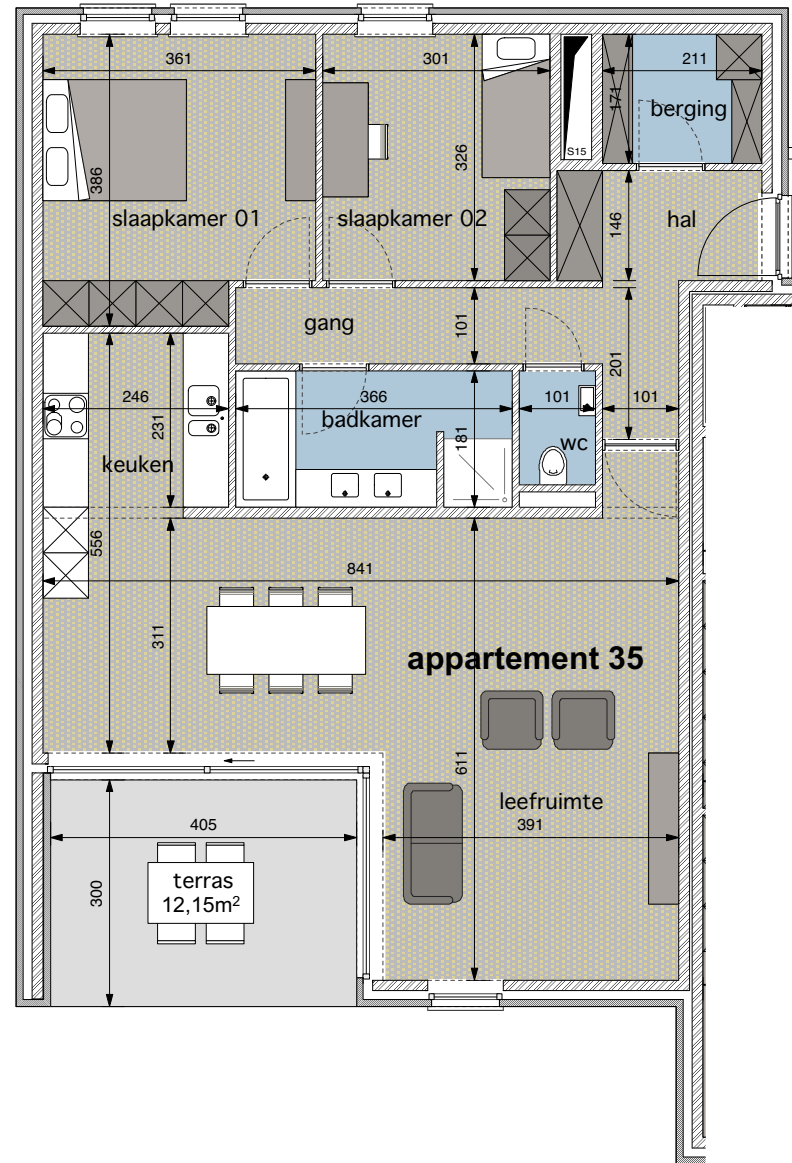 361
301
211
171
berging
S15
326
386
slaapkamer 01
slaapkamer 02
146
hal
gang
101
201
246
231
366
badkamer
181
101
wc
101
keuken
556
841
311
appartement 35
611
leefruimte
391
405
300
terras
12,15m²